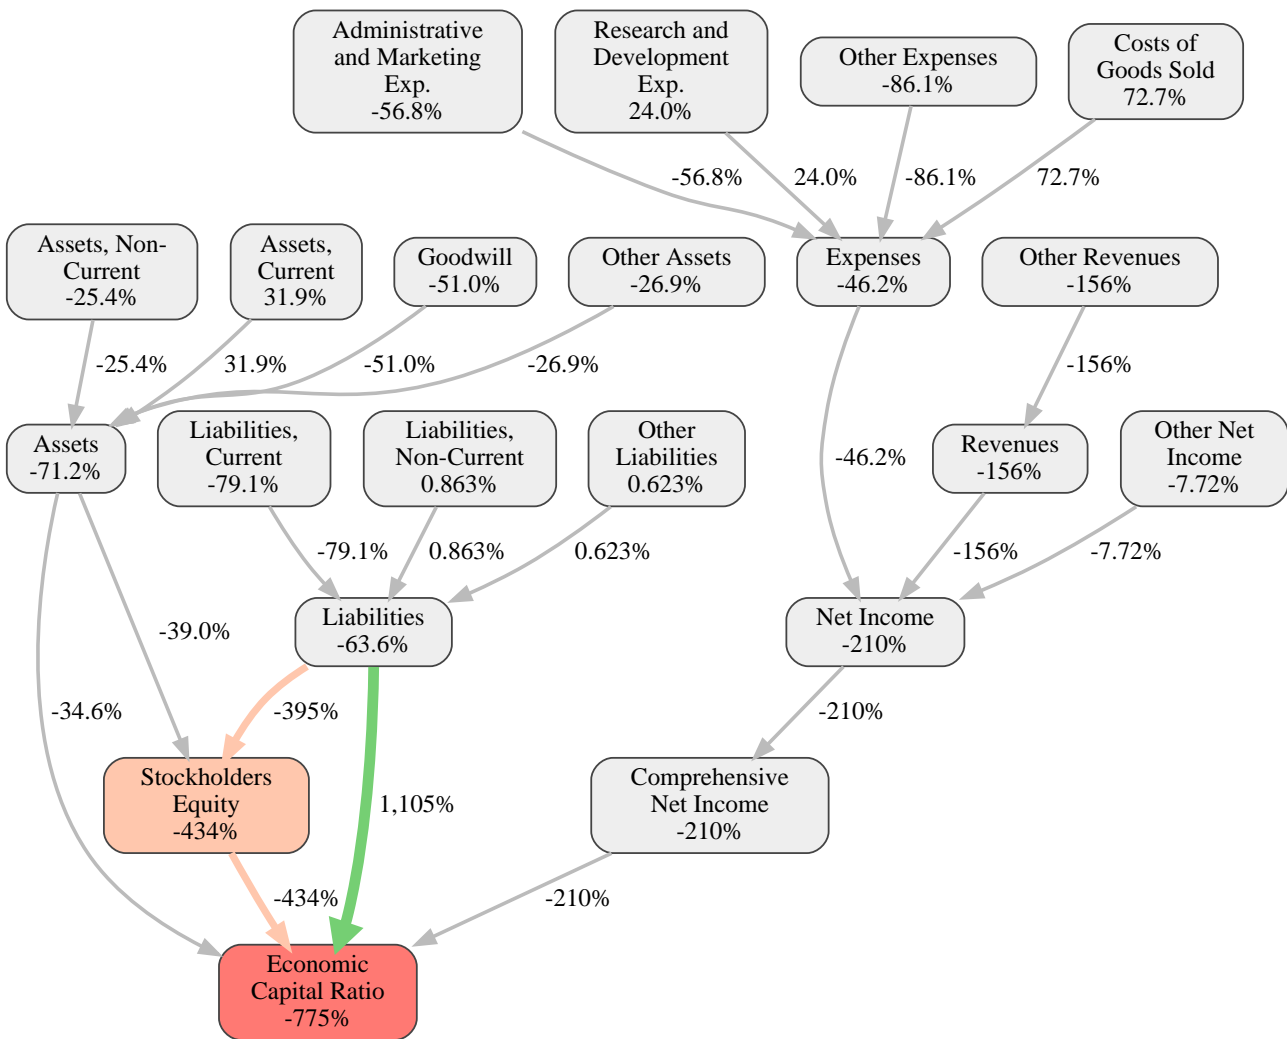 Administrative
and Marketing
Exp.
-56.8%
Research and
Development
Exp.
24.0%
Other Expenses
-86.1%
Costs of
Goods Sold
72.7%
-56.8%
24.0%
-86.1%
72.7%
Assets, Non-
Current
-25.4%
Assets,
Current
31.9%
Goodwill
-51.0%
Other Assets
-26.9%
Expenses
-46.2%
Other Revenues
-156%
-25.4%
31.9%
-51.0%
-26.9%
-156%
Assets
-71.2%
Liabilities,
Current
-79.1%
Liabilities,
Non-Current
0.863%
Other
Liabilities
0.623%
-46.2%
Revenues
-156%
Other Net
Income
-7.72%
-79.1%
0.863%
0.623%
-156%
-7.72%
-39.0%
Liabilities
-63.6%
Net Income
-210%
-34.6%
-395%
-210%
Stockholders
Equity
-434%
1,105%
Comprehensive
Net Income
-210%
-434%
-210%
Economic
Capital Ratio
-775%